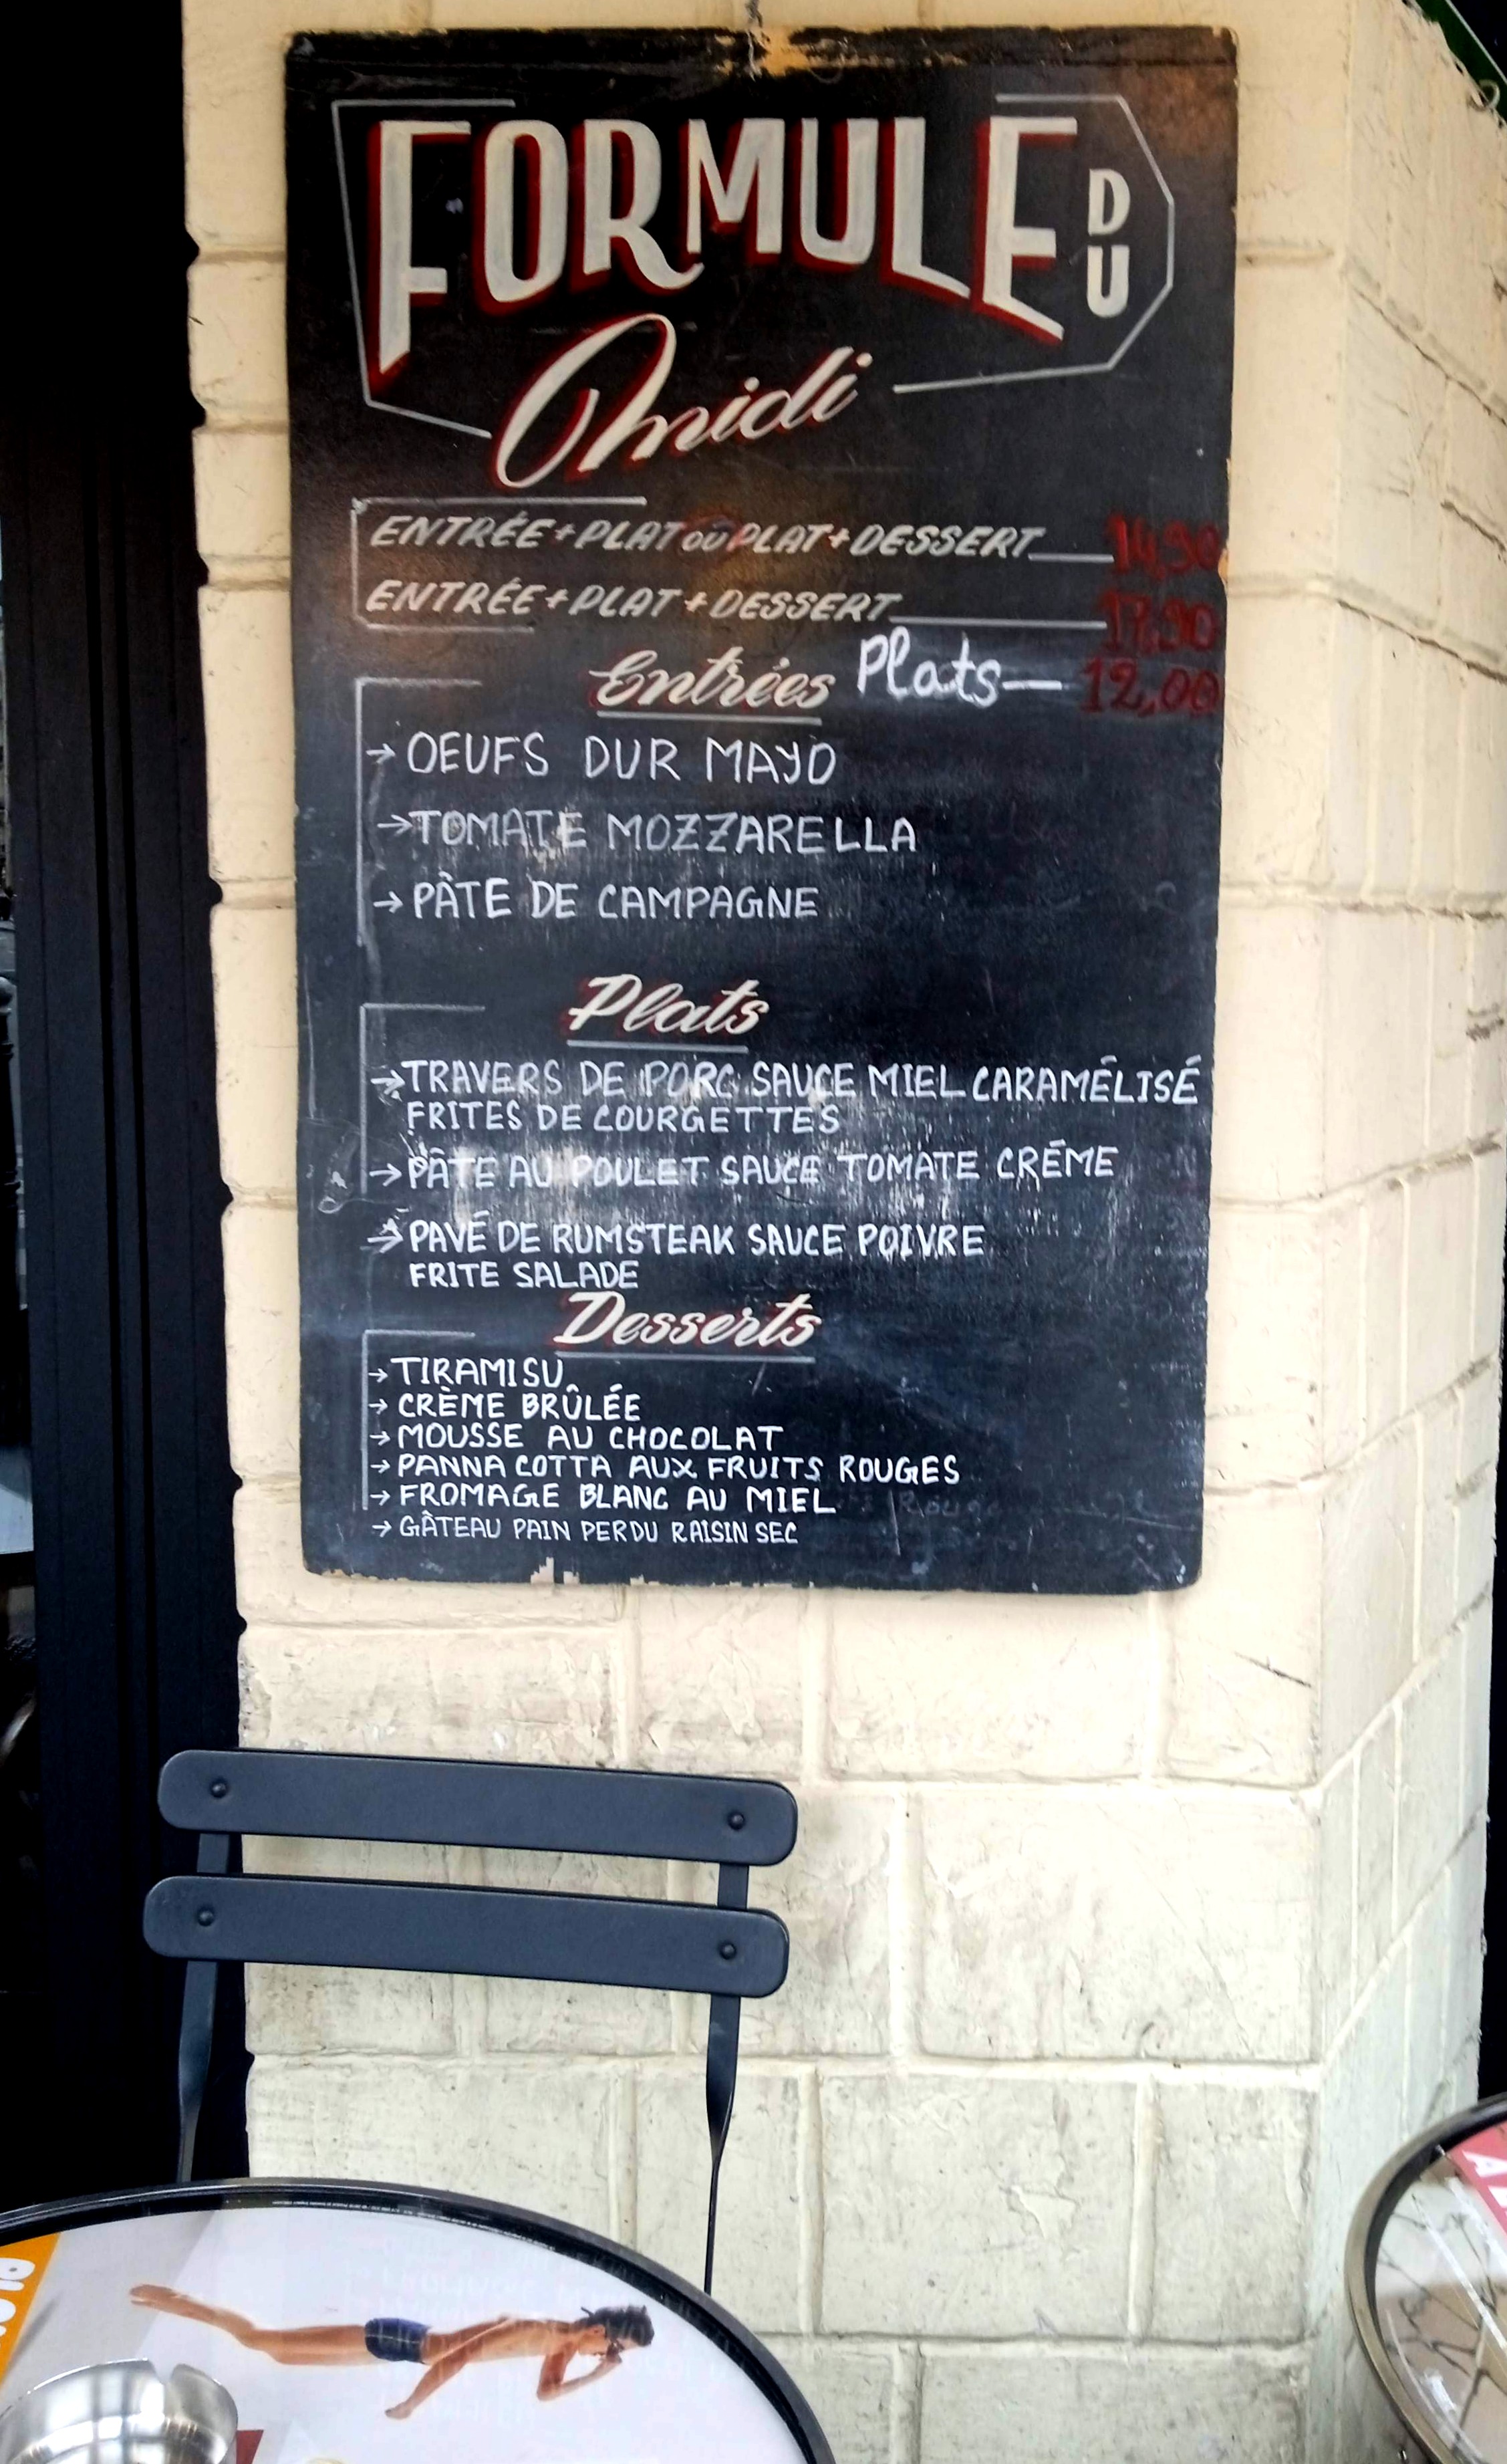 FORMULE DU
midi
ENTRÉE + PLAT OU PLAT + DESSERT 14,90
ENTRÉE + PLAT + DESSERT 17,90
Plats— 12,00
Entrées
→ OEUFS DUR MAYO
→ TOMATE MOZZARELLA
→ PÂTE DE CAMPAGNE
Plats
→ TRAVERS DE PORC SAUCE MIEL CARAMÉLISÉ
FRITES DE COURGETTES
→ PÂTE AU POULET SAUCE TOMATE CRÉME
→ PAVÉ DE RUMSTEAK SAUCE POIVRE
FRITE SALADE
Desserts
→ TIRAMISU
→ CRÈME BRÛLÉE
→ MOUSSE AU CHOCOLAT
→ PANNA COTTA AUX FRUITS ROUGES
→ FROMAGE BLANC AU MIEL
→ GÂTEAU PAIN PERDU RAISIN SEC